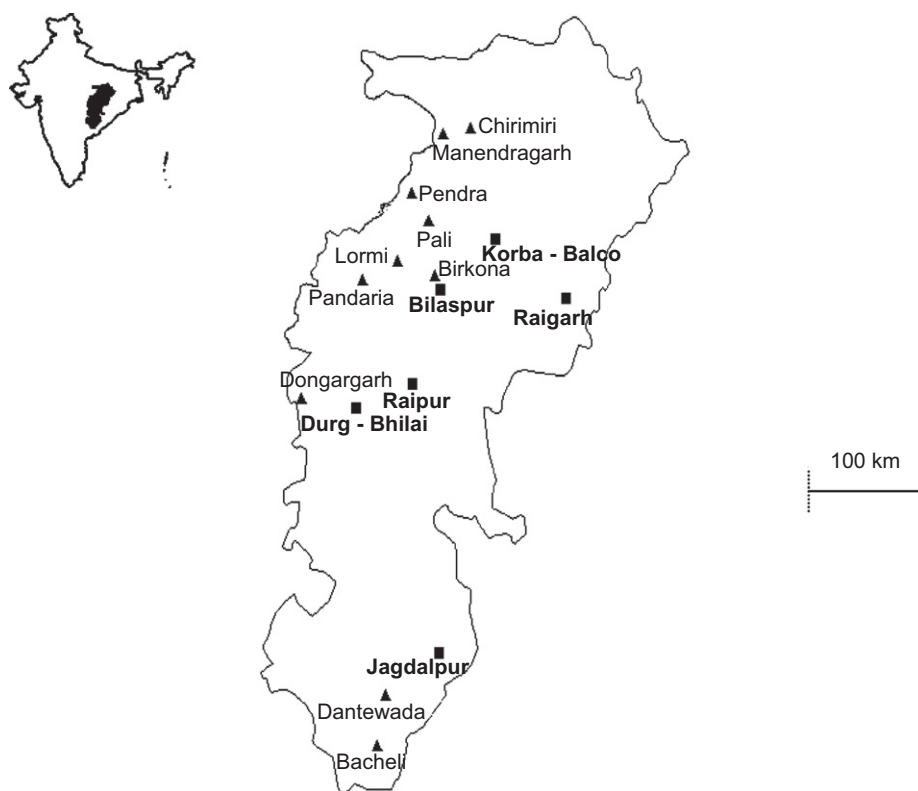 Chirimiri
Manendragarh
Pendra
Pali
Korba - Balco
Lormi
Birkona
Pandaria
Bilaspur
Raigarh
Dongargarh
Raipur
Durg - Bhilai
100 km
Jagdalpur
Dantewada
Bacheli